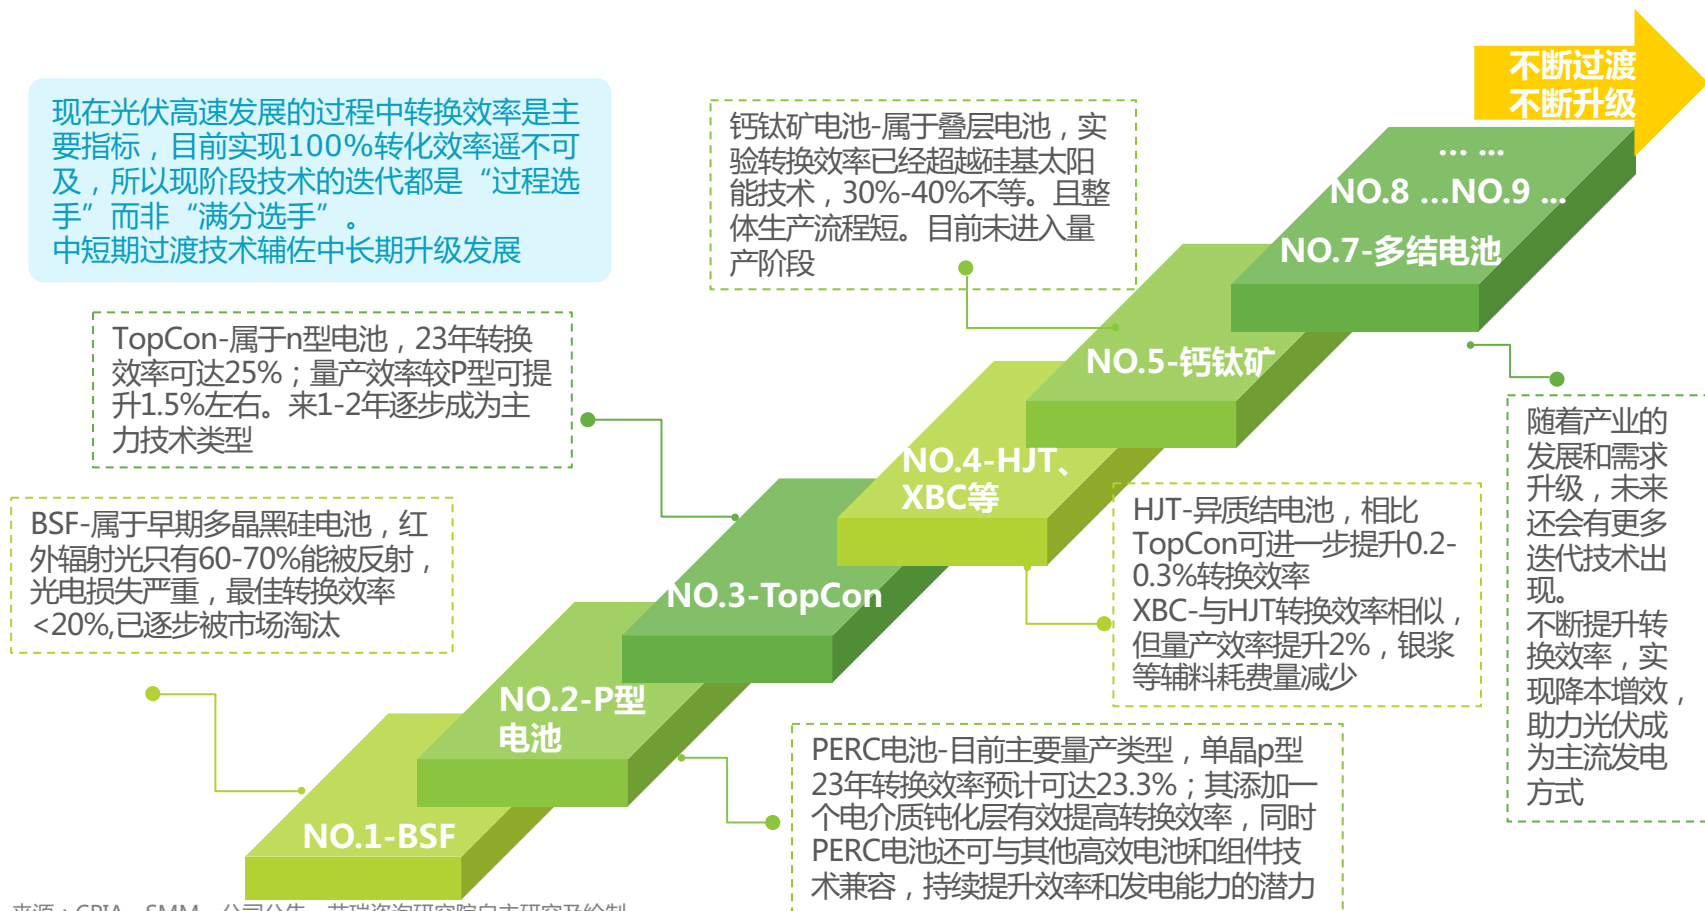 不断过渡
不断升级
现在光伏高速发展的过程中转换效率是主
要指标，目前实现100%转化效率遥不可
及，所以现阶段技术的迭代都是“过程选
手”而非“满分选手”。
中短期过渡技术辅佐中长期升级发展
钙钛矿电池-属于叠层电池，实
验转换效率已经超越硅基太阳
能技术，30%-40%不等。且整
体生产流程短。目前未进入量
产阶段
... ...
NO.8 ...NO.9 ...
NO.7-多结电池
TopCon-属于n型电池，23年转换
效率可达25%；量产效率较P型可提
升1.5%左右。来1-2年逐步成为主
力技术类型
NO.5-钙钛矿
随着产业的
发展和需求
升级，未来
还会有更多
迭代技术出
现。
不断提升转
换效率，实
现降本增效，
助力光伏成
为主流发电
方式
NO.4-HJT、
XBC等
BSF-属于早期多晶黑硅电池，红
外辐射光只有60-70%能被反射，
光电损失严重，最佳转换效率
<20%,已逐步被市场淘汰
HJT-异质结电池，相比
TopCon可进一步提升0.2-
0.3%转换效率
XBC-与HJT转换效率相似，
但量产效率提升2%，银浆
等辅料耗费量减少
NO.3-TopCon
NO.2-P型
电池
PERC电池-目前主要量产类型，单晶p型
23年转换效率预计可达23.3%；其添加一
个电介质钝化层有效提高转换效率，同时
PERC电池还可与其他高效电池和组件技
术兼容，持续提升效率和发电能力的潜力
NO.1-BSF
来源：CPIA、SMM、公司公告，艾瑞咨询研究院自主研究及绘制